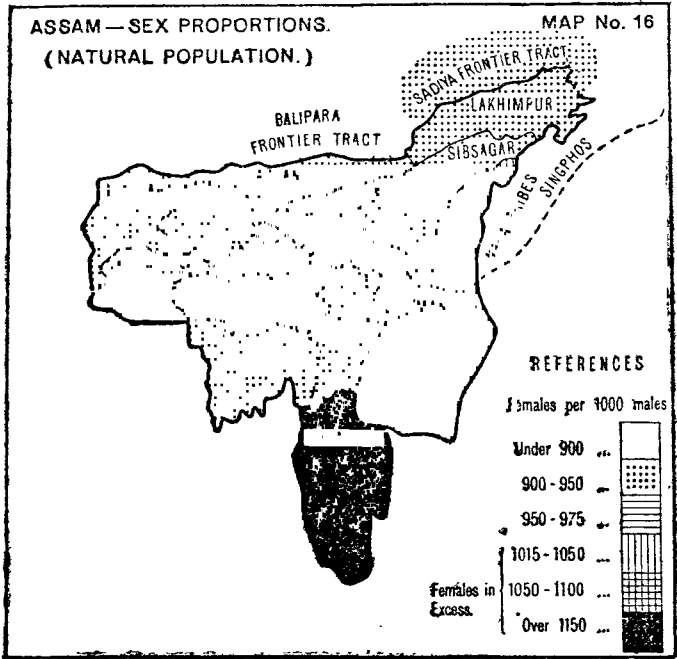 ASSAM — SEX PROPORTIONS.
MAP No. 16
(NATURAL POPULATION.)
SADIYA FRONTIER TRACT
LAKHIMPUR
BALIPARA
FRONTIER TRACT
SIBSAGAR
SINGPHOS
REFERENCES
per 1000 males
Under 900 „
900 - 950 „
950 - 975 „
1015 - 1050 „
Females in
Excess.
1050 - 1100 „
Over 1150 „